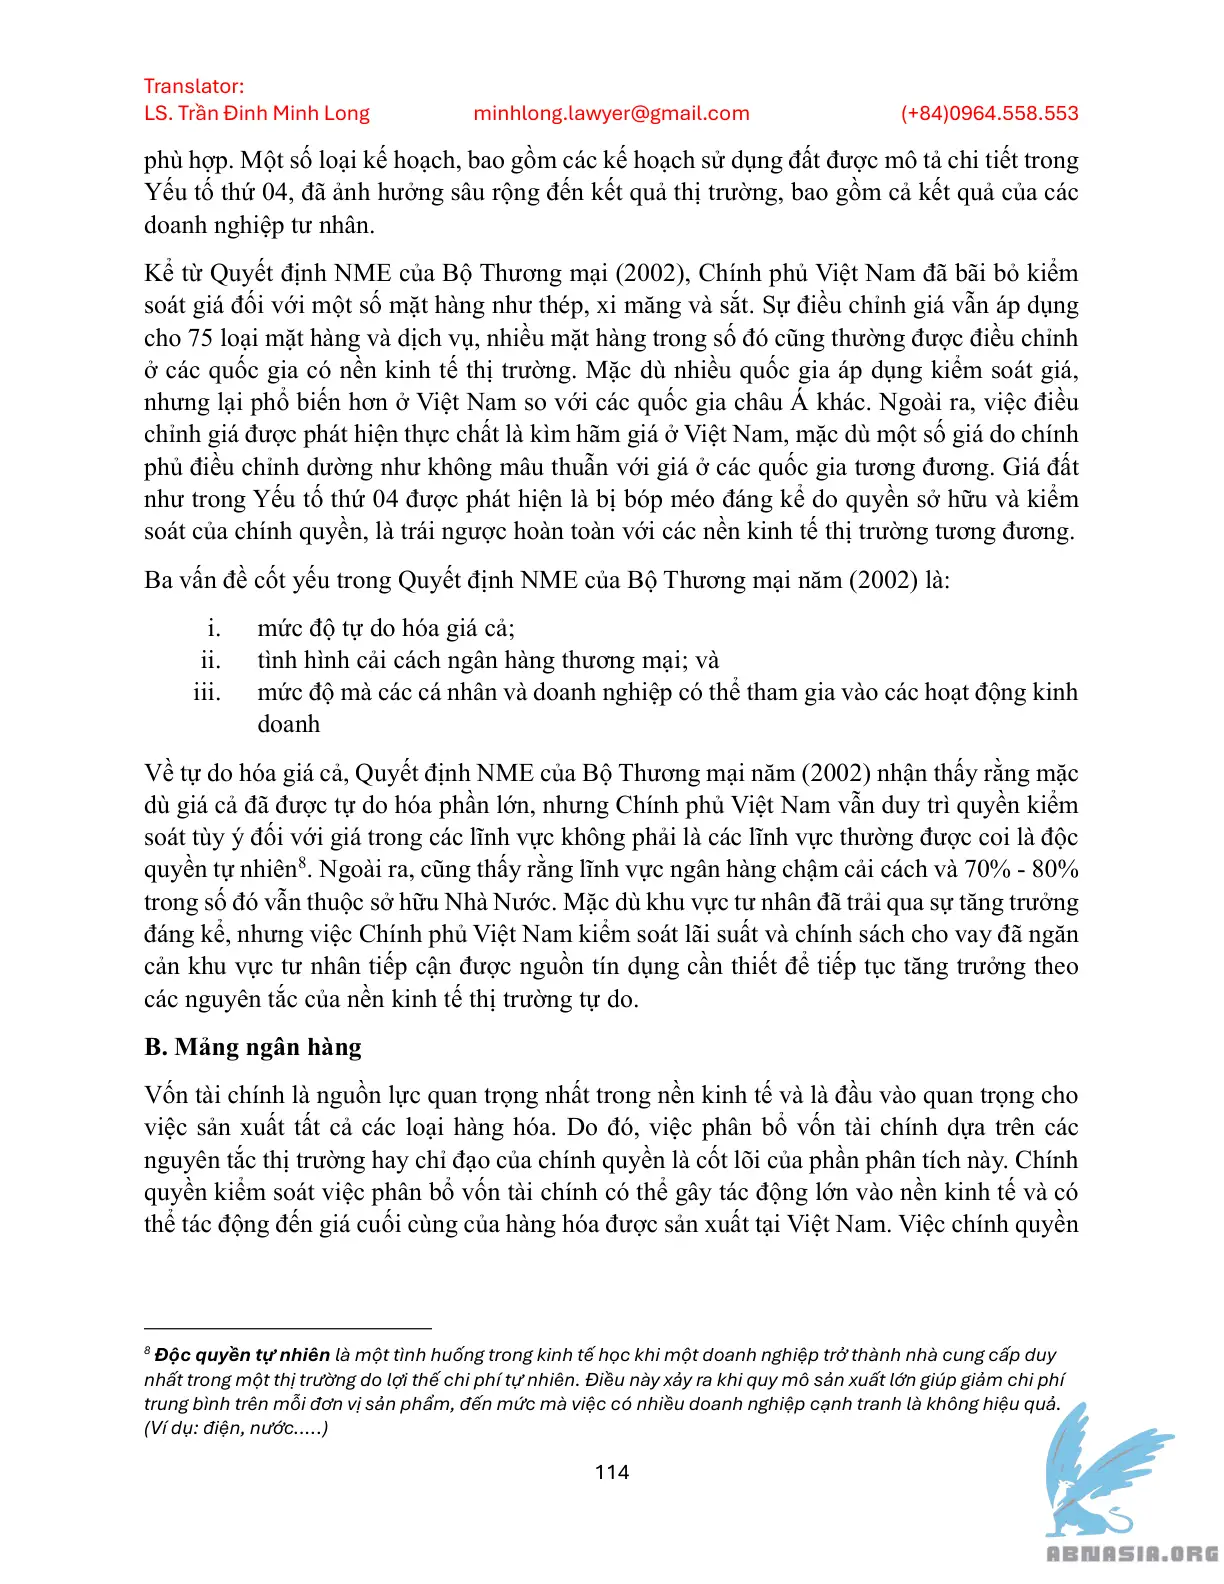 Translator:
LS. Trần Đình Minh Long minhlong.lawyer@gmail.com (+84)0964.558.553
phù hợp. Một số loại kế hoạch, bao gồm các kế hoạch sử dụng đất được mô tả chi tiết trong
Yếu tố thứ 04, đã ảnh hưởng sâu rộng đến kết quả thị trường, bao gồm cả kết quả của các
doanh nghiệp tư nhân.
Kể từ Quyết định NME của Bộ Thương mại (2002), Chính phủ Việt Nam đã bãi bỏ kiểm
soát giá đối với một số mặt hàng như thép, xi măng và sắt. Sự điều chỉnh giá vẫn áp dụng
cho 75 loại mặt hàng và dịch vụ, nhiều mặt hàng trong số đó cũng thường được điều chỉnh
ở các quốc gia có nền kinh tế thị trường. Mặc dù nhiều quốc gia áp dụng kiểm soát giá,
nhưng lại phổ biến hơn ở Việt Nam so với các quốc gia châu Á khác. Ngoài ra, việc điều
chỉnh giá được phát hiện thực chất là kìm hãm giá ở Việt Nam, mặc dù một số giá do chính
phủ điều chỉnh dường như không mâu thuẫn với giá ở các quốc gia tương đương. Giá đất
như trong Yếu tố thứ 04 được phát hiện là bị bóp méo đáng kể do quyền sở hữu và kiểm
soát của chính quyền, là trái ngược hoàn toàn với các nền kinh tế thị trường tương đương.
Ba vấn đề cốt yếu trong Quyết định NME của Bộ Thương mại năm (2002) là:
i. mức độ tự do hóa giá cả;
ii. tình hình cải cách ngân hàng thương mại; và
iii. mức độ mà các cá nhân và doanh nghiệp có thể tham gia vào các hoạt động kinh
doanh
Về tự do hóa giá cả, Quyết định NME của Bộ Thương mại năm (2002) nhận thấy rằng mặc
dù giá cả đã được tự do hóa phần lớn, nhưng Chính phủ Việt Nam vẫn duy trì quyền kiểm
soát tùy ý đối với giá trong các lĩnh vực không phải là các lĩnh vực thường được coi là độc
quyền tự nhiên⁸. Ngoài ra, cũng thấy rằng lĩnh vực ngân hàng chậm cải cách và 70% - 80%
trong số đó vẫn thuộc sở hữu Nhà Nước. Mặc dù khu vực tư nhân đã trải qua sự tăng trưởng
đáng kể, nhưng việc Chính phủ Việt Nam kiểm soát lãi suất và chính sách cho vay đã ngăn
cản khu vực tư nhân tiếp cận được nguồn tín dụng cần thiết để tiếp tục tăng trưởng theo
các nguyên tắc của nền kinh tế thị trường tự do.
B. Mảng ngân hàng
Vốn tài chính là nguồn lực quan trọng nhất trong nền kinh tế và là đầu vào quan trọng cho
việc sản xuất tất cả các loại hàng hóa. Do đó, việc phân bổ vốn tài chính dựa trên các
nguyên tắc thị trường hay chỉ đạo của chính quyền là cốt lõi của phần phân tích này. Chính
quyền kiểm soát việc phân bổ vốn tài chính có thể gây tác động lớn vào nền kinh tế và có
thể tác động đến giá cuối cùng của hàng hóa được sản xuất tại Việt Nam. Việc chính quyền
⁸ Độc quyền tự nhiên là một tình huống trong kinh tế học khi một doanh nghiệp trở thành nhà cung cấp duy
nhất trong một thị trường do lợi thế chi phí tự nhiên. Điều này xảy ra khi quy mô sản xuất lớn giúp giảm chi phí
trung bình trên mỗi đơn vị sản phẩm, đến mức mà việc có nhiều doanh nghiệp cạnh tranh là không hiệu quả.
(Ví dụ: điện, nước.....)
114
ABNASIA.ORG